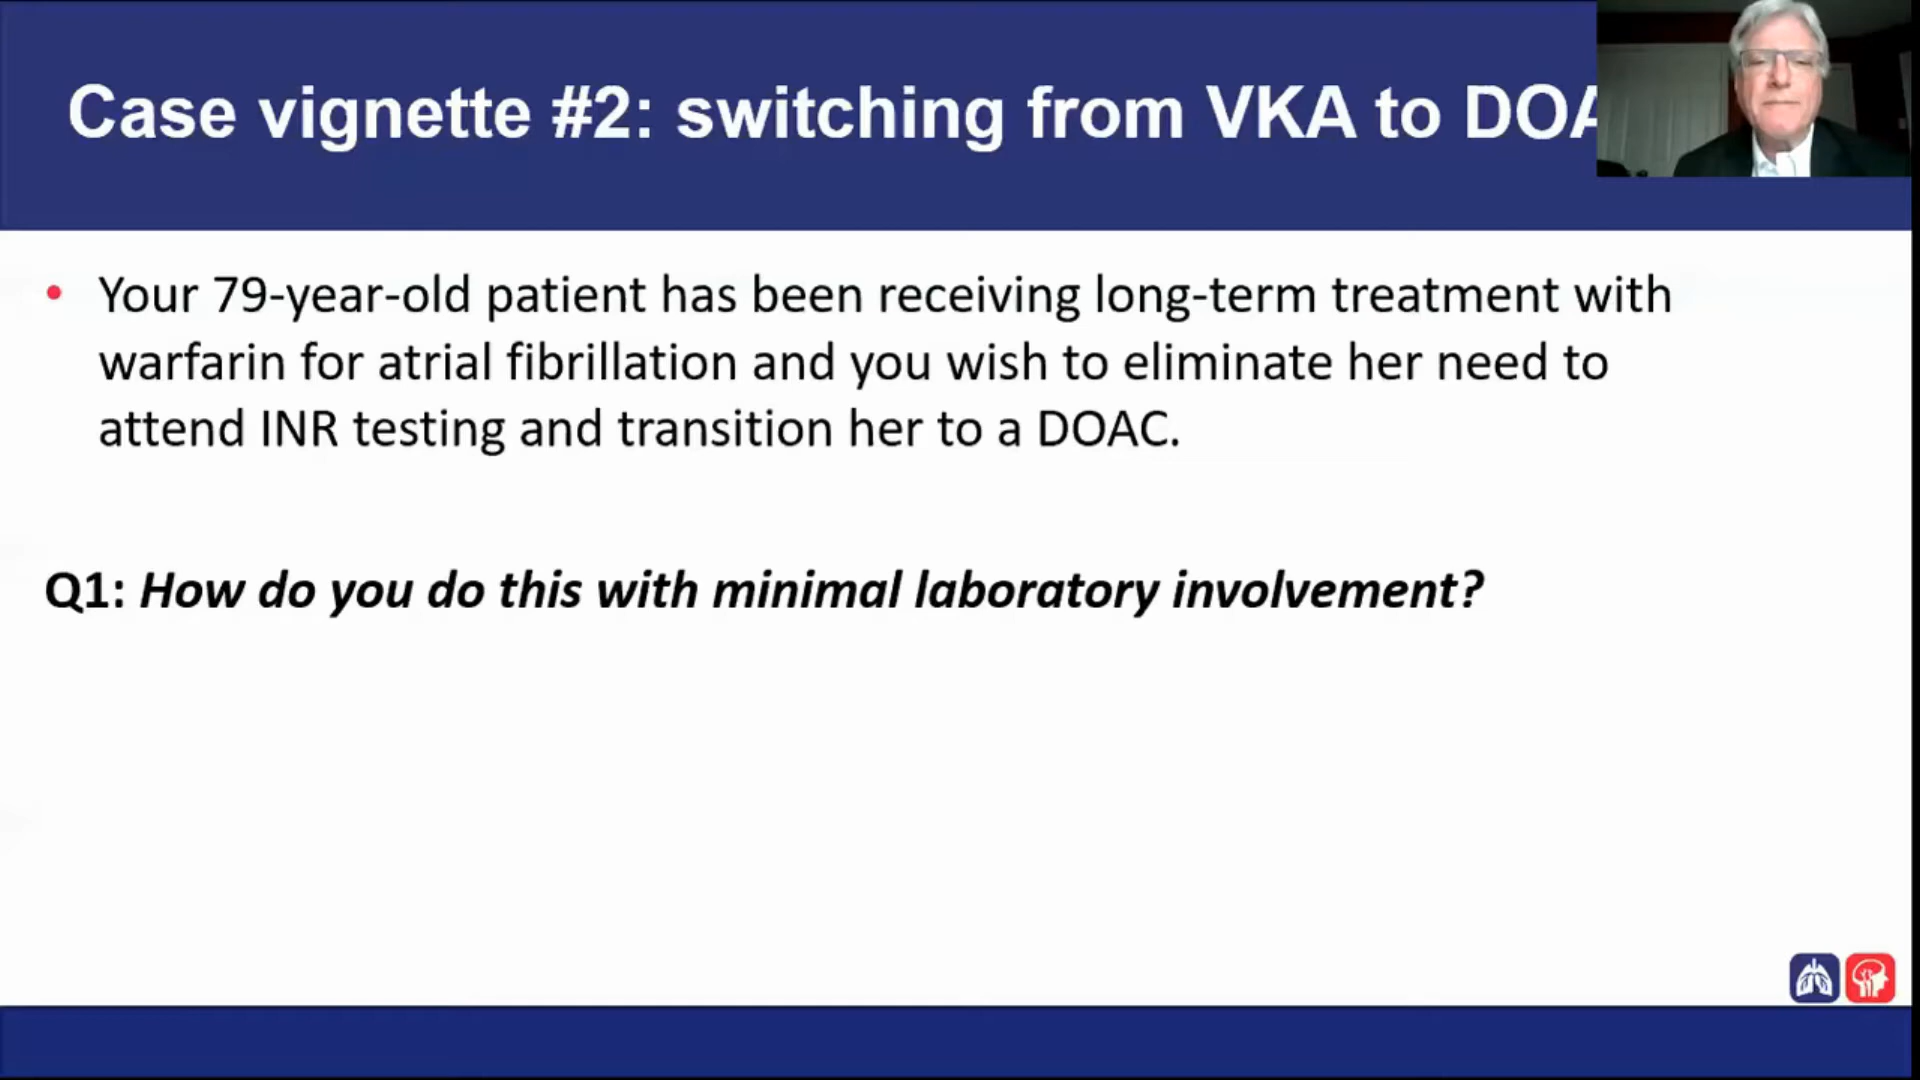 Case vignette #2: switching from VKA to DOA
• Your 79-year-old patient has been receiving long-term treatment with
warfarin for atrial fibrillation and you wish to eliminate her need to
attend INR testing and transition her to a DOAC.
Q1: How do you do this with minimal laboratory involvement?